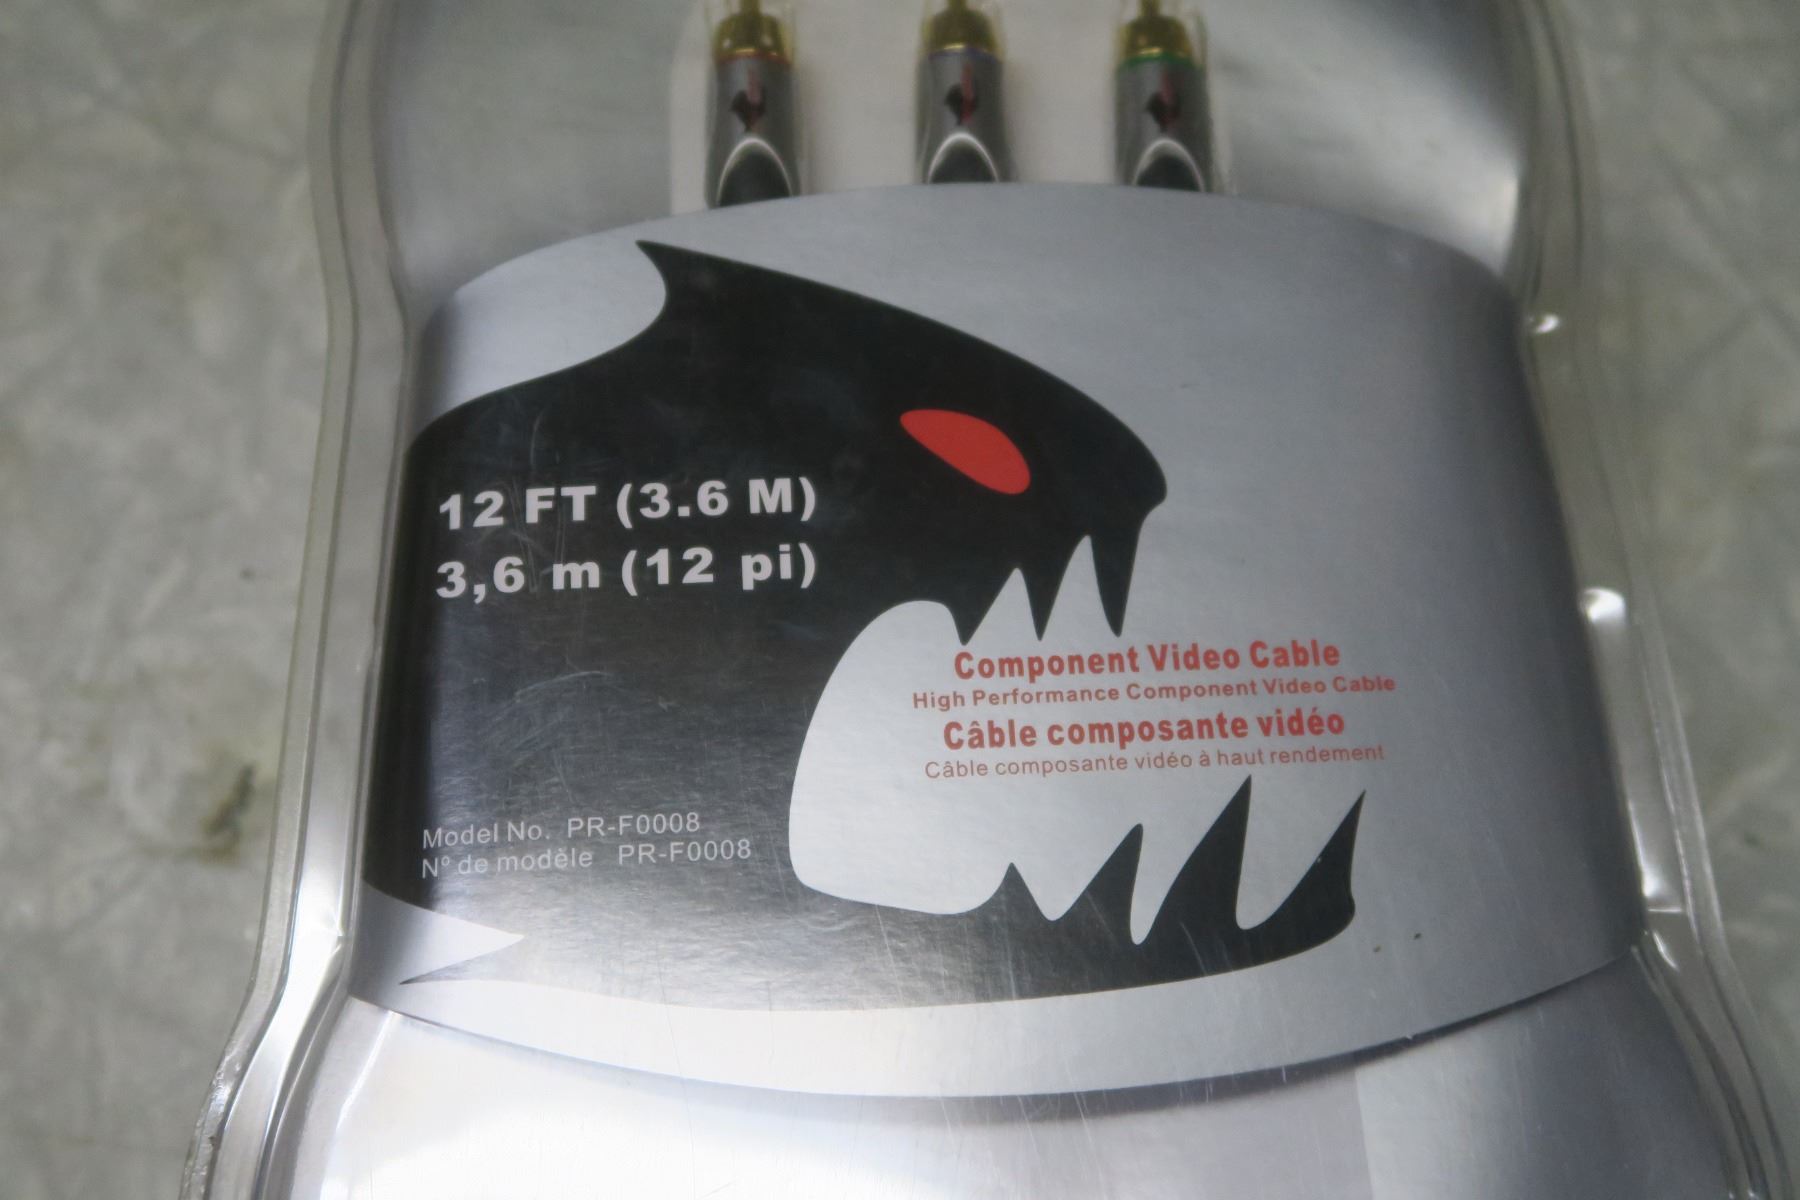 12 FT (3.6 M)
3,6 m (12 pi)
Component Video Cable
High Performance Component Video Cable
Câble composante vidéo
Câble composante vidéo à haut rendement
Model No. PR-F0008
Nº de modèle PR-F0008